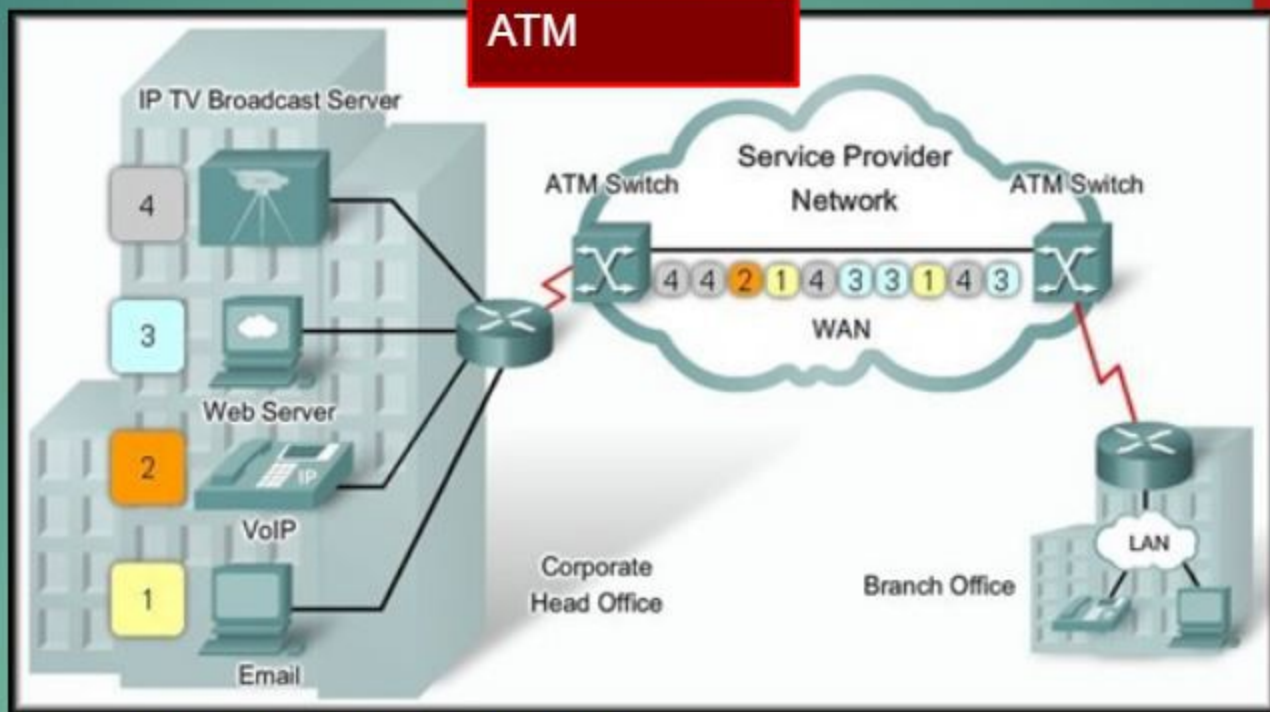 ATM
IP TV Broadcast Server
4
3
Web Server
2
IP
VoIP
1
Email
Corporate
Head Office
Service Provider
Network
ATM Switch
ATM Switch
4 4 2 1 4 3 3 1 4 3
WAN
Branch Office
LAN